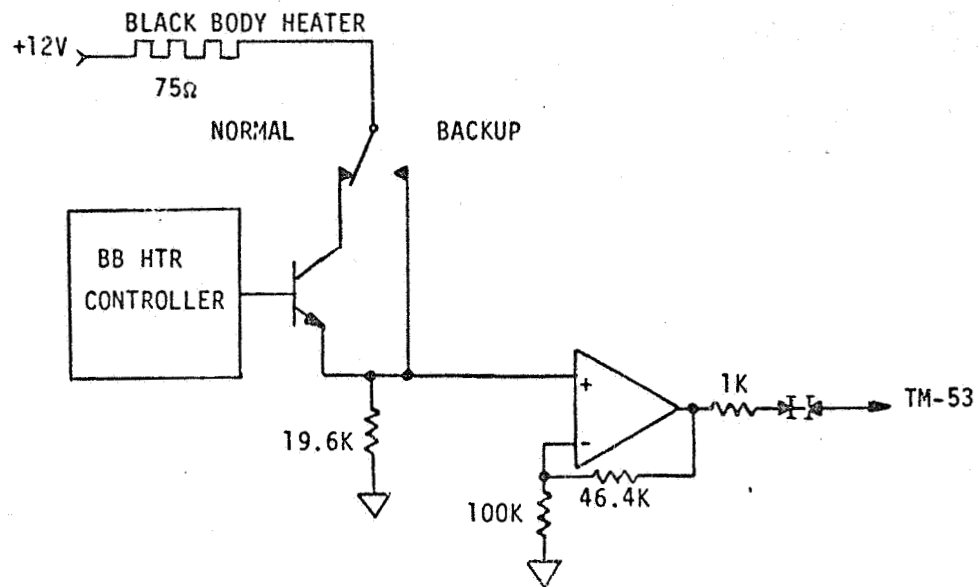 BLACK BODY HEATER
+12V
75Ω
NORMAL
BACKUP
BB HTR
CONTROLLER
+
1K
TM-53
19.6K
-
46.4K
100K